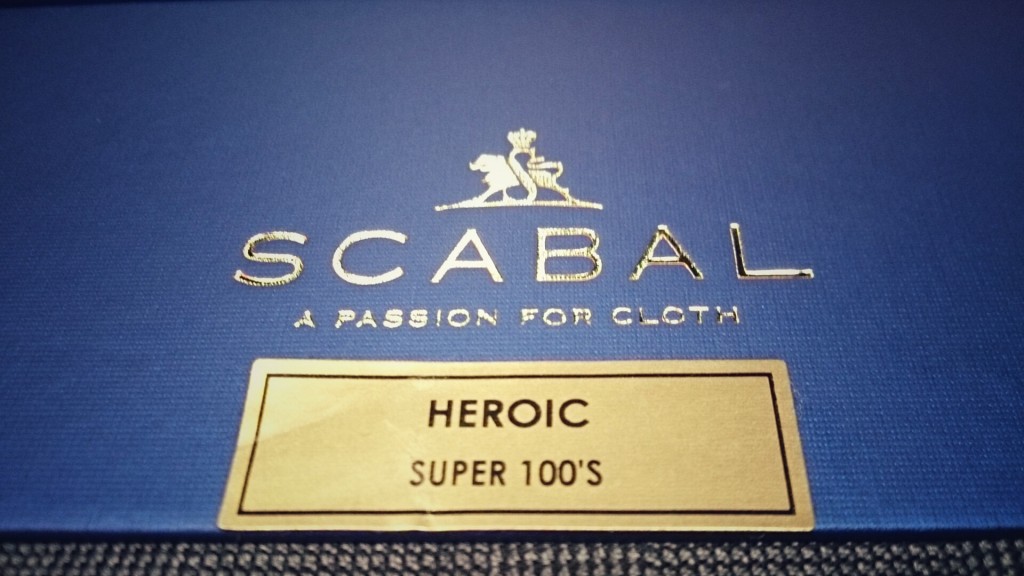 SCABAL
A PASSION FOR CLOTH
HEROIC
SUPER 100'S